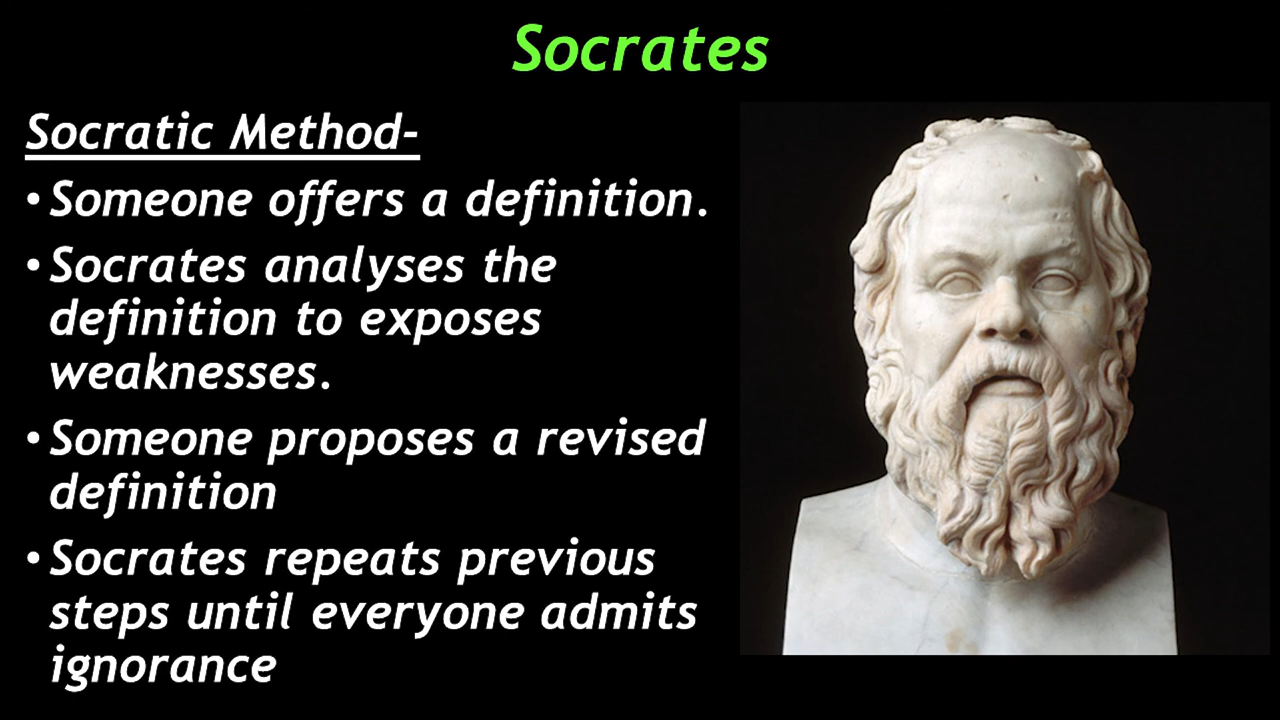 Socrates
Socratic Method-
•Someone offers a definition.
•Socrates analyses the
definition to exposes
weaknesses.
•Someone proposes a revised
definition
•Socrates repeats previous
steps until everyone admits
ignorance